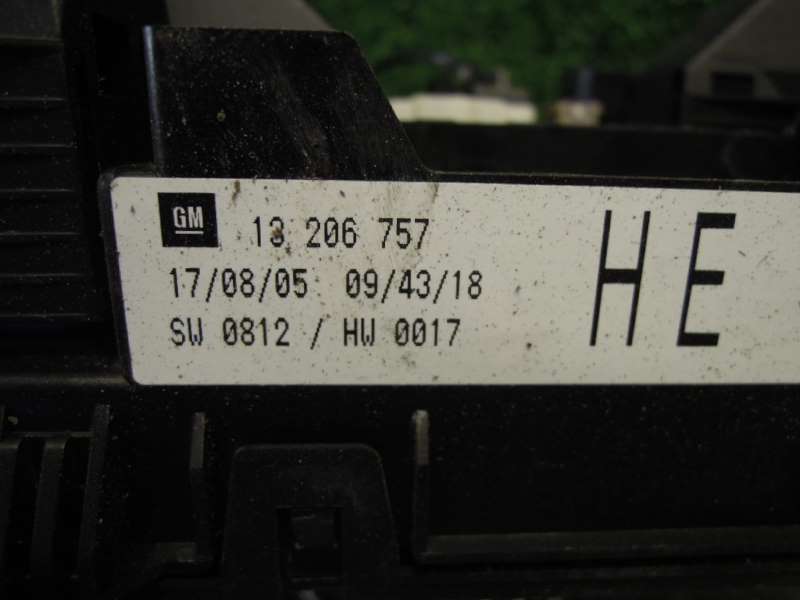 GM 13 206 757
17/08/05 09/43/18
SW 0812 / HW 0017
HE